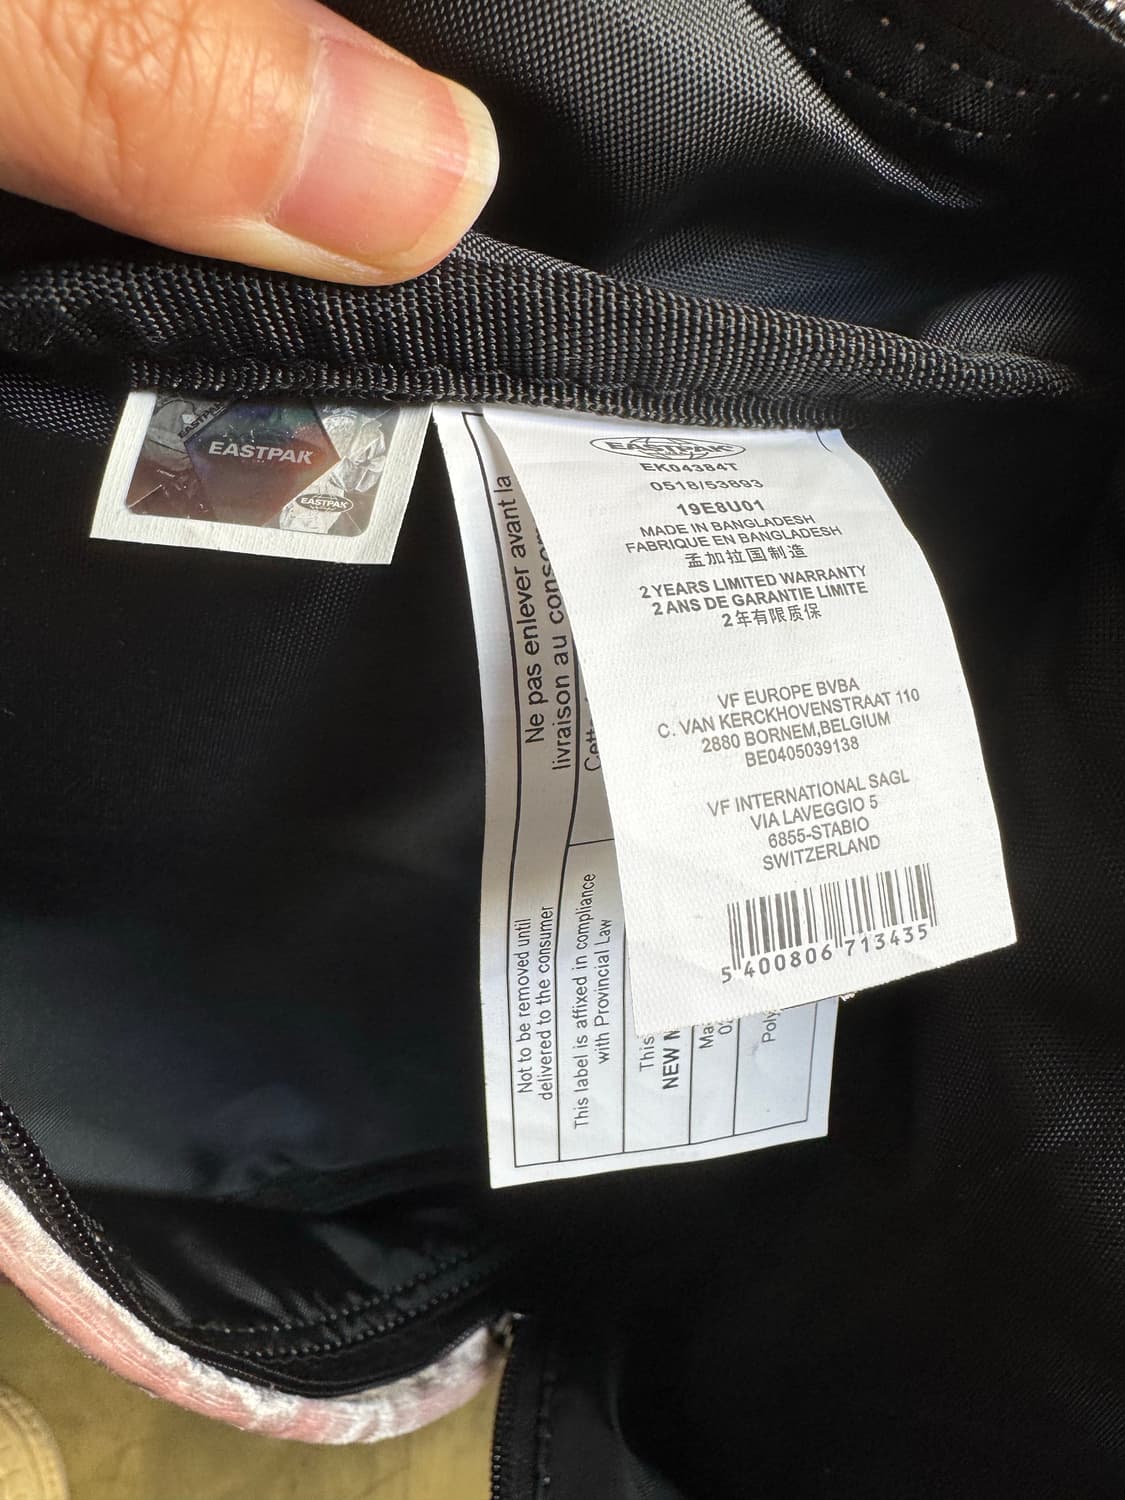 EASTPAK
EASTPAK
EASTPAK
EK04384T
0518/53893
19E8U01
MADE IN BANGLADESH
FABRIQUE EN BANGLADESH
孟加拉国制造
2 YEARS LIMITED WARRANTY
2 ANS DE GARANTIE LIMITE
2年有限质保
VF EUROPE BVBA
C. VAN KERCKHOVENSTRAAT 110
2880 BORNEM,BELGIUM
BE0405039138
VF INTERNATIONAL SAGL
VIA LAVEGGIO 5
6855-STABIO
SWITZERLAND
5 400806 713435
Ne pas enlever avant la
livraison au
Not to be removed until
delivered to the consumer
This label is affixed in compliance
with Provincial Law
This
NEW